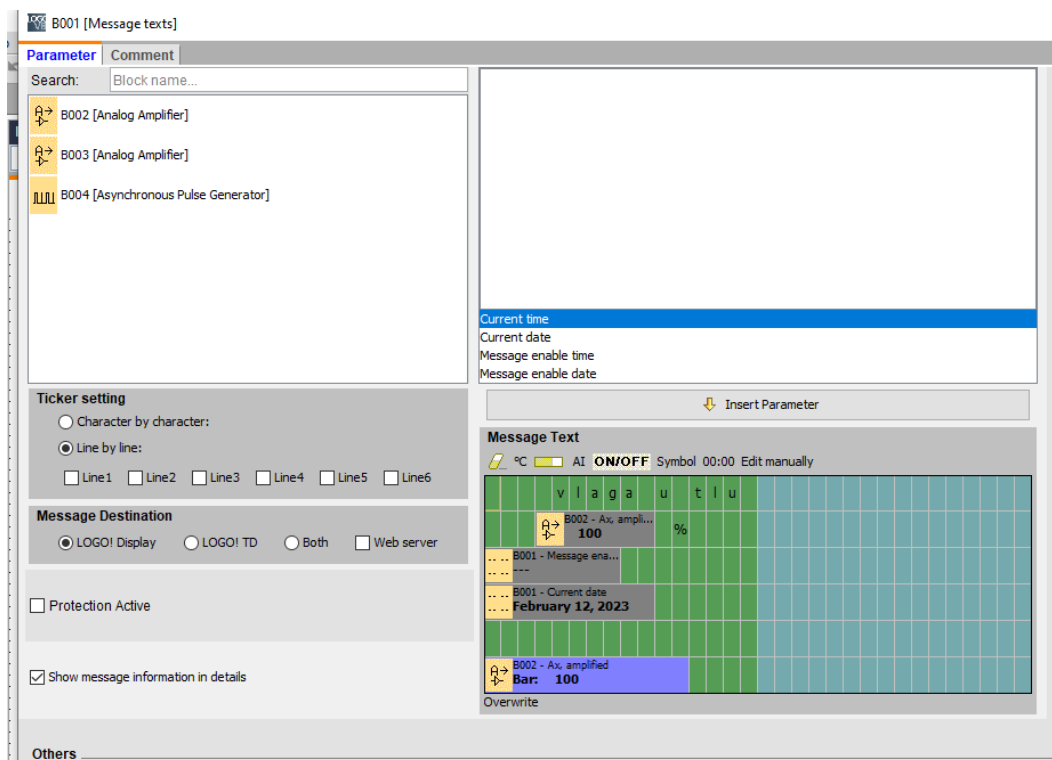 B001 [Message texts]
Parameter Comment
Search: Block name...
B002 [Analog Amplifier]
B003 [Analog Amplifier]
B004 [Asynchronous Pulse Generator]
Current time
Current date
Message enable time
Message enable date
Insert Parameter
Ticker setting
Character by character:
Line by line:
Line1 Line2 Line3 Line4 Line5 Line6
Message Destination
LOGO! Display LOGO! TD Both Web server
Protection Active
Show message information in details
Message Text
°C AI ON/OFF Symbol 00:00 Edit manually
vlaga u tlu
B002 - Ax, ampli...
100 %
B001 - Message ena...
---
B001 - Current date
February 12, 2023
B002 - Ax, amplified
Bar: 100
Overwrite
Others